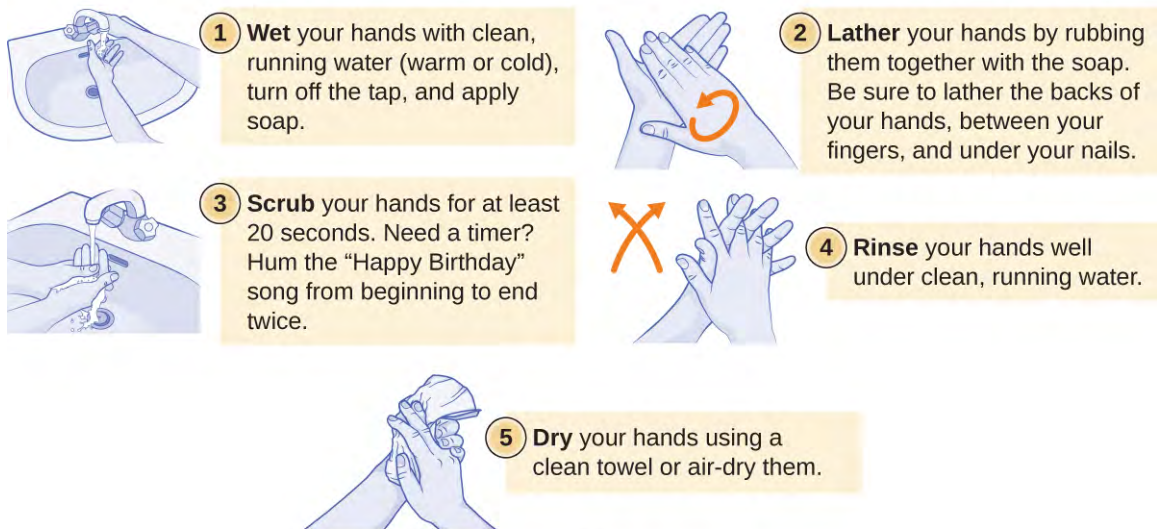 1 Wet your hands with clean,
running water (warm or cold),
turn off the tap, and apply
soap.
2 Lather your hands by rubbing
them together with the soap.
Be sure to lather the backs of
your hands, between your
fingers, and under your nails.
3 Scrub your hands for at least
20 seconds. Need a timer?
Hum the “Happy Birthday”
song from beginning to end
twice.
4 Rinse your hands well
under clean, running water.
5 Dry your hands using a
clean towel or air-dry them.